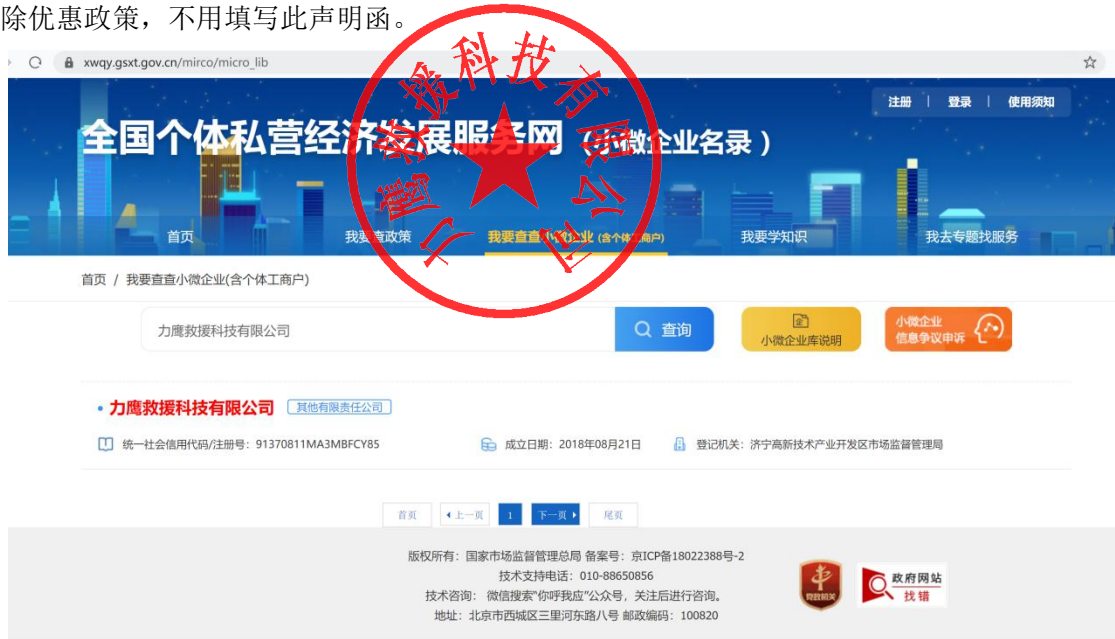 除优惠政策，不用填写此声明函。
xwqy.gsxt.gov.cn/mirco/micro_lib
注册 | 登录 | 使用须知
全国个体私营经济发展服务网（小微企业名录）
首页 我要查政策 我要查查小微企业 (含个体工商户) 我要学知识 我去专题找服务
力鹰救援科技有限公司
首页 / 我要查查小微企业(含个体工商户)
力鹰救援科技有限公司
查询
小微企业库说明
小微企业
信息争议申诉
• 力鹰救援科技有限公司 其他有限责任公司
统一社会信用代码/注册号：91370811MA3MBFCY85 成立日期：2018年08月21日 登记机关：济宁高新技术产业开发区市场监督管理局
首页 上一页 1 下一页 尾页
版权所有：国家市场监督管理总局 备案号：京ICP备18022388号-2
技术支持电话：010-88650856
技术咨询： 微信搜索“你呼我应”公众号，关注后进行咨询。
地址：北京市西城区三里河东路八号 邮政编码：100820
党政机关
政府网站
找错